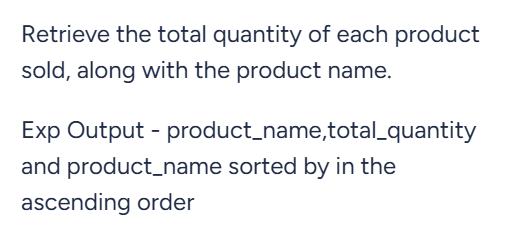 Retrieve the total quantity of each product
sold, along with the product name.
Exp Output - product_name,total_quantity
and product_name sorted by in the
ascending order